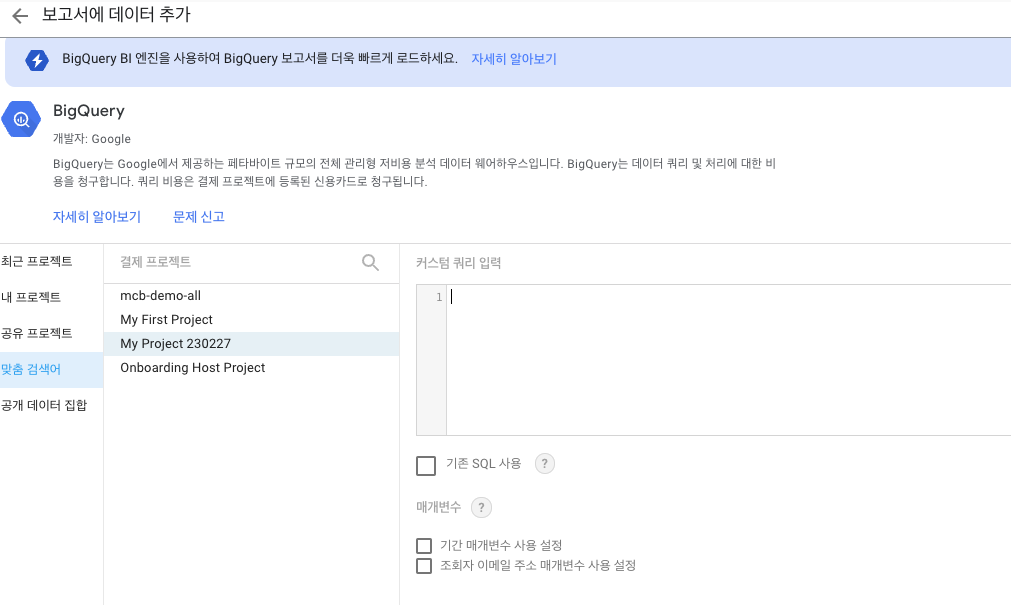 보고서에 데이터 추가
BigQuery BI 엔진을 사용하여 BigQuery 보고서를 더욱 빠르게 로드하세요. 자세히 알아보기
BigQuery
개발자: Google
BigQuery는 Google에서 제공하는 페타바이트 규모의 전체 관리형 저비용 분석 데이터 웨어하우스입니다. BigQuery는 데이터 쿼리 및 처리에 대한 비
용을 청구합니다. 쿼리 비용은 결제 프로젝트에 등록된 신용카드로 청구됩니다.
자세히 알아보기 문제 신고
최근 프로젝트
내 프로젝트
공유 프로젝트
맞춤 검색어
공개 데이터 집합
결제 프로젝트
mcb-demo-all
My First Project
My Project 230227
Onboarding Host Project
커스텀 쿼리 입력
1
기존 SQL 사용 ?
매개변수 ?
기간 매개변수 사용 설정
조회자 이메일 주소 매개변수 사용 설정